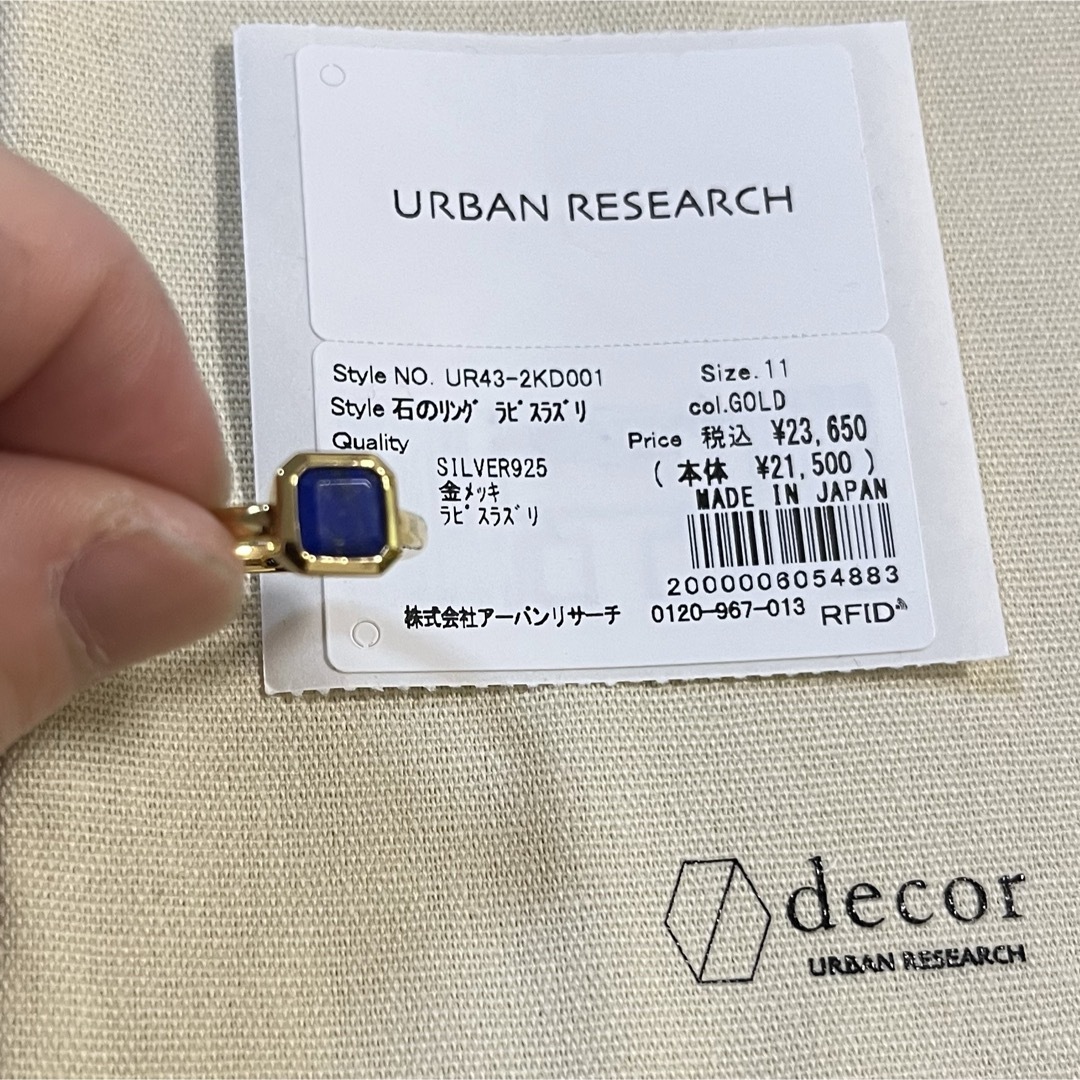 URBAN RESEARCH
Style NO. UR43-2KD001 Size.11
Style 石のﾘﾝｸﾞ ﾗﾋﾟｽﾗｽﾞﾘ col.GOLD
Quality Price 税込 ¥23,650
SILVER925 ( 本体 ¥21,500 )
金ﾒｯｷ MADE IN JAPAN
ﾗﾋﾟｽﾗｽﾞﾘ
2000006054883
株式会社アーバンリサーチ 0120-967-013 RFID
decor
URBAN RESEARCH